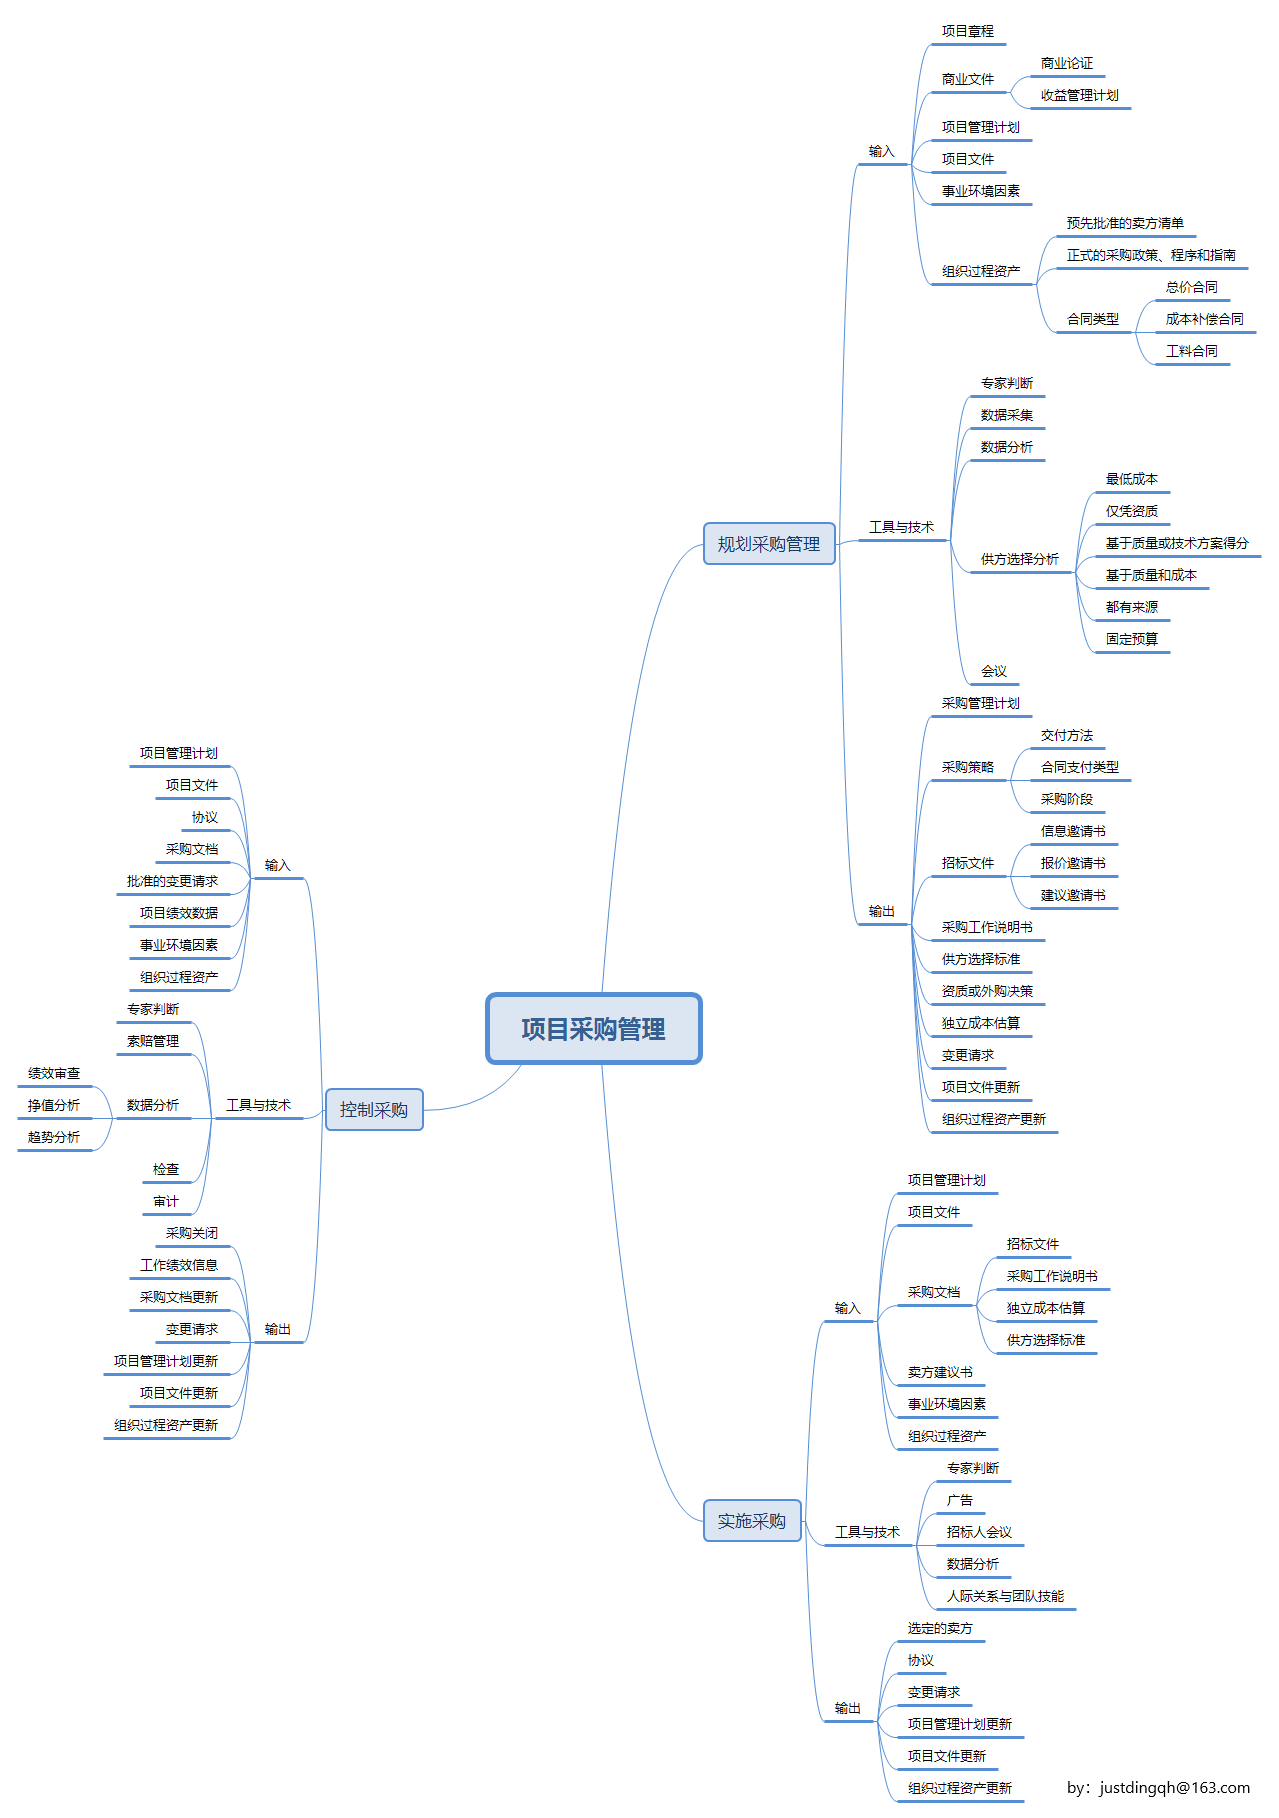 项目采购管理
规划采购管理
输入
项目章程
商业文件
商业论证
收益管理计划
项目管理计划
项目文件
事业环境因素
组织过程资产
预先批准的卖方清单
正式的采购政策、程序和指南
合同类型
总价合同
成本补偿合同
工料合同
工具与技术
专家判断
数据采集
数据分析
供方选择分析
最低成本
仅凭资质
基于质量或技术方案得分
基于质量和成本
都有来源
固定预算
会议
输出
采购管理计划
采购策略
交付方法
合同支付类型
采购阶段
招标文件
信息邀请书
报价邀请书
建议邀请书
采购工作说明书
供方选择标准
资质或外购决策
独立成本估算
变更请求
项目文件更新
组织过程资产更新
实施采购
输入
项目管理计划
项目文件
采购文档
招标文件
采购工作说明书
独立成本估算
供方选择标准
卖方建议书
事业环境因素
组织过程资产
工具与技术
专家判断
广告
招标人会议
数据分析
人际关系与团队技能
输出
选定的卖方
协议
变更请求
项目管理计划更新
项目文件更新
组织过程资产更新
控制采购
输入
项目管理计划
项目文件
协议
采购文档
批准的变更请求
项目绩效数据
事业环境因素
组织过程资产
工具与技术
专家判断
索赔管理
数据分析
绩效审查
挣值分析
趋势分析
检查
审计
输出
采购关闭
工作绩效信息
采购文档更新
变更请求
项目管理计划更新
项目文件更新
组织过程资产更新
by：justdingqh@163.com